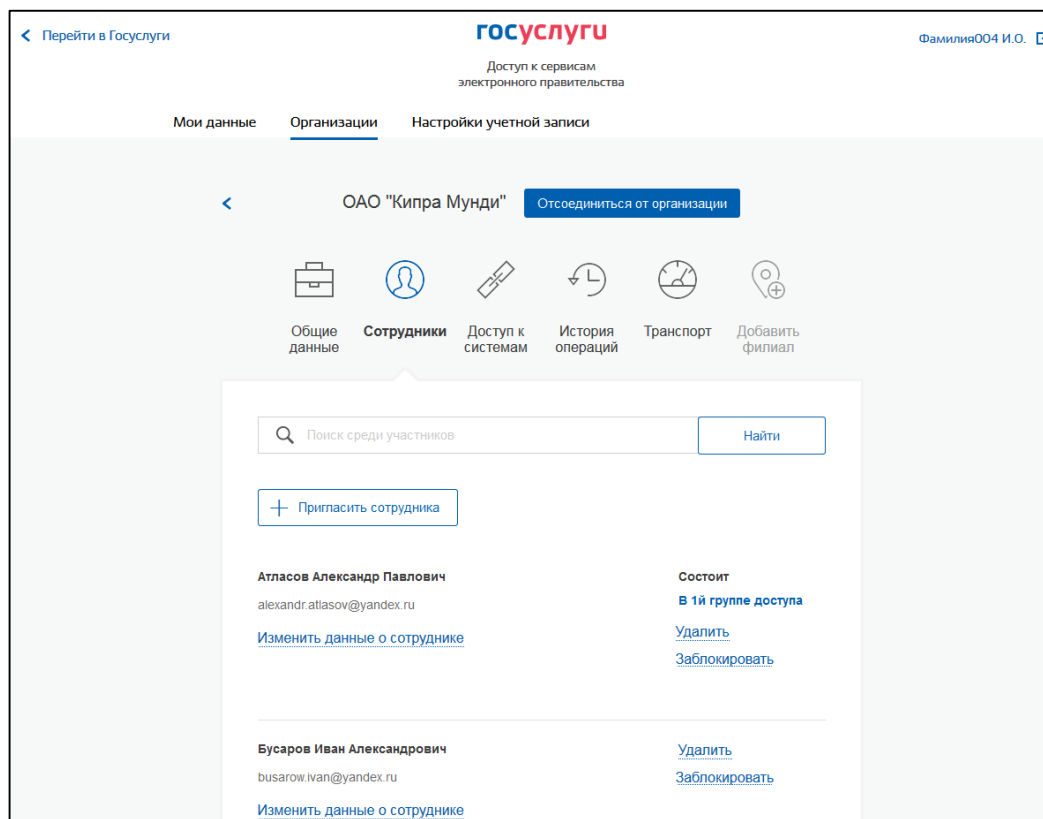 Перейти в Госуслуги
госуслуги
Фамилия004 И.О.
Доступ к сервисам
электронного правительства
Мои данные Организации Настройки учетной записи
ОАО "Кипра Мунди" Отсоединиться от организации
Общие данные
Сотрудники
Доступ к системам
История операций
Транспорт
Добавить филиал
Поиск среди участников Найти
Пригласить сотрудника
Атласов Александр Павлович Состоит
alexandr.atlasov@yandex.ru В 1й группе доступа
Изменить данные о сотруднике Удалить
Заблокировать
Бусаров Иван Александрович Удалить
busarow.ivan@yandex.ru Заблокировать
Изменить данные о сотруднике